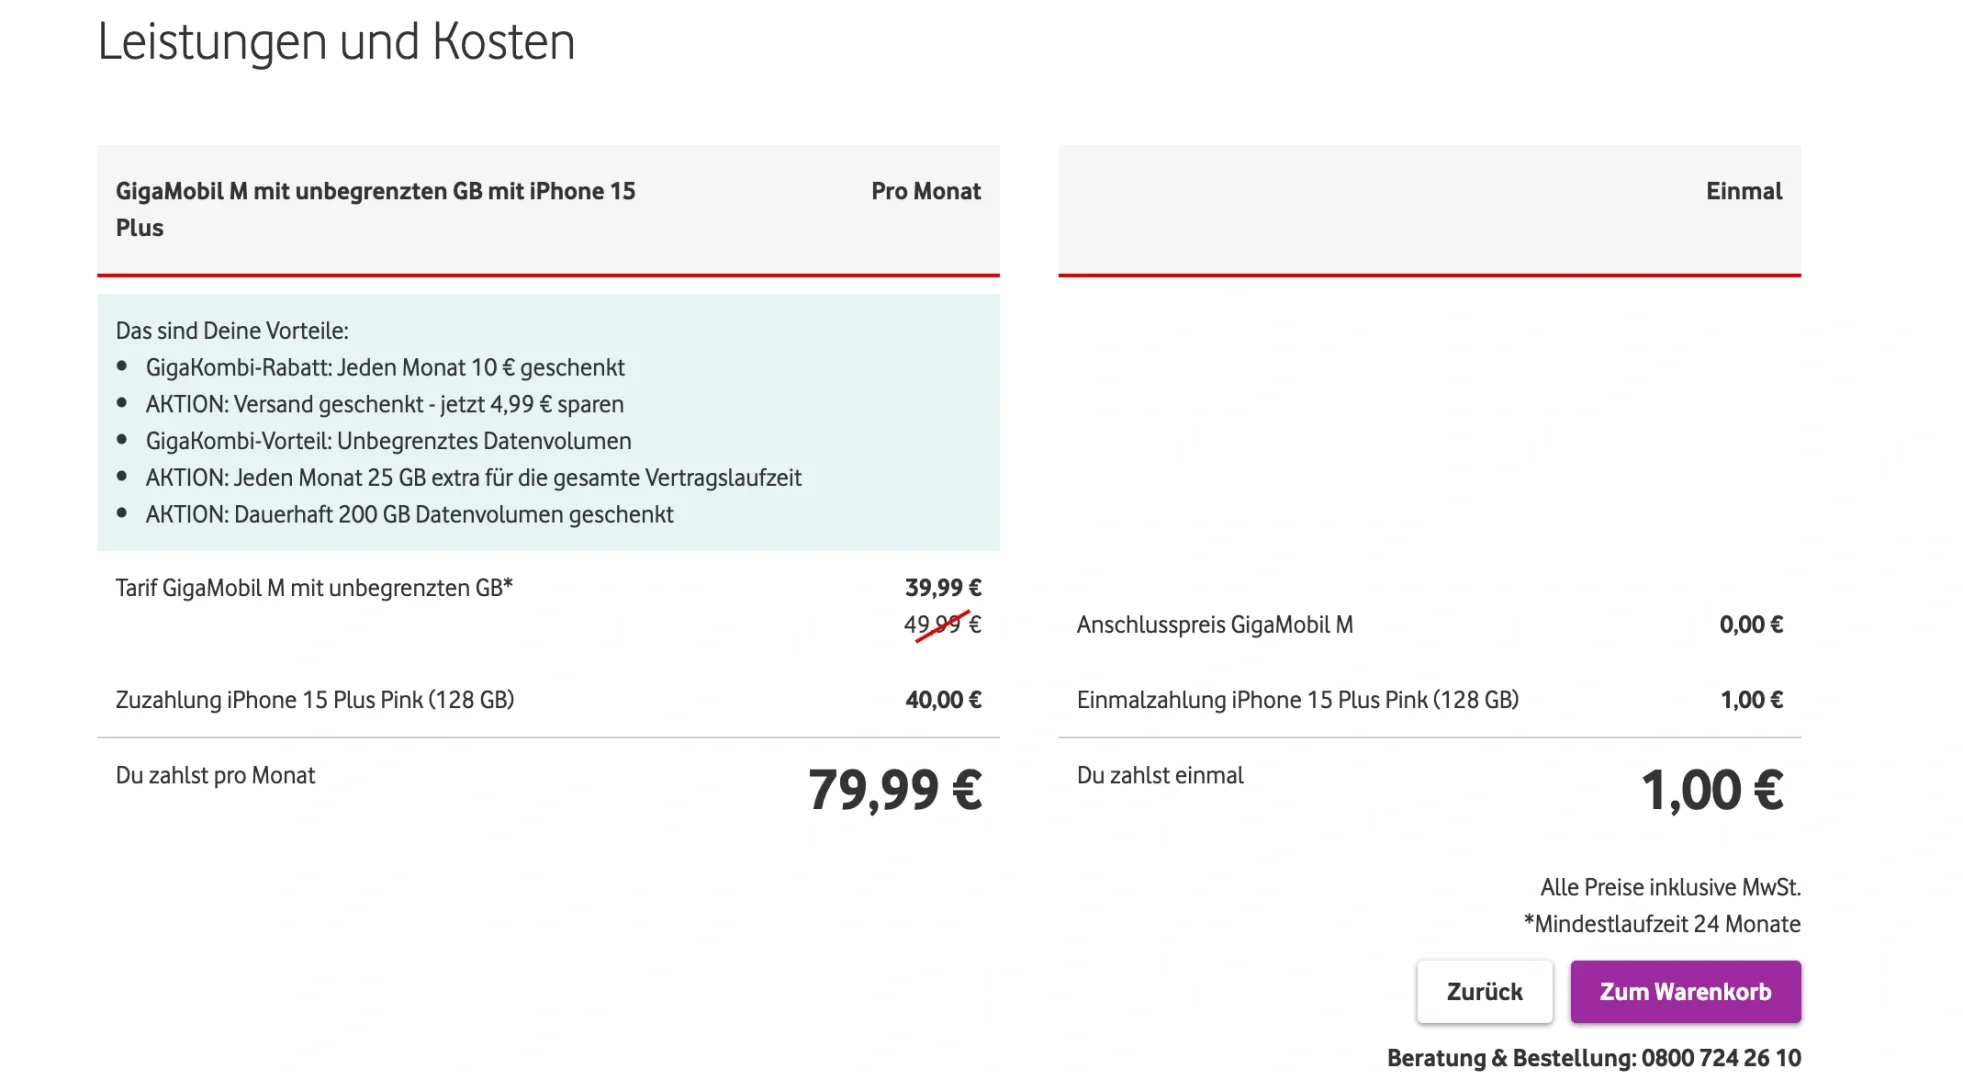 Leistungen und Kosten
GigaMobil M mit unbegrenzten GB mit iPhone 15
Plus
Pro Monat
Das sind Deine Vorteile:
• GigaKombi-Rabatt: Jeden Monat 10 € geschenkt
• AKTION: Versand geschenkt - jetzt 4,99 € sparen
• GigaKombi-Vorteil: Unbegrenztes Datenvolumen
• AKTION: Jeden Monat 25 GB extra für die gesamte Vertragslaufzeit
• AKTION: Dauerhaft 200 GB Datenvolumen geschenkt
Tarif GigaMobil M mit unbegrenzten GB* 39,99 €
49,99 €
Zuzahlung iPhone 15 Plus Pink (128 GB) 40,00 €
Du zahlst pro Monat 79,99 €
Einmal
Anschlusspreis GigaMobil M 0,00 €
Einmalzahlung iPhone 15 Plus Pink (128 GB) 1,00 €
Du zahlst einmal 1,00 €
Alle Preise inklusive MwSt.
*Mindestlaufzeit 24 Monate
Zurück Zum Warenkorb
Beratung & Bestellung: 0800 724 26 10